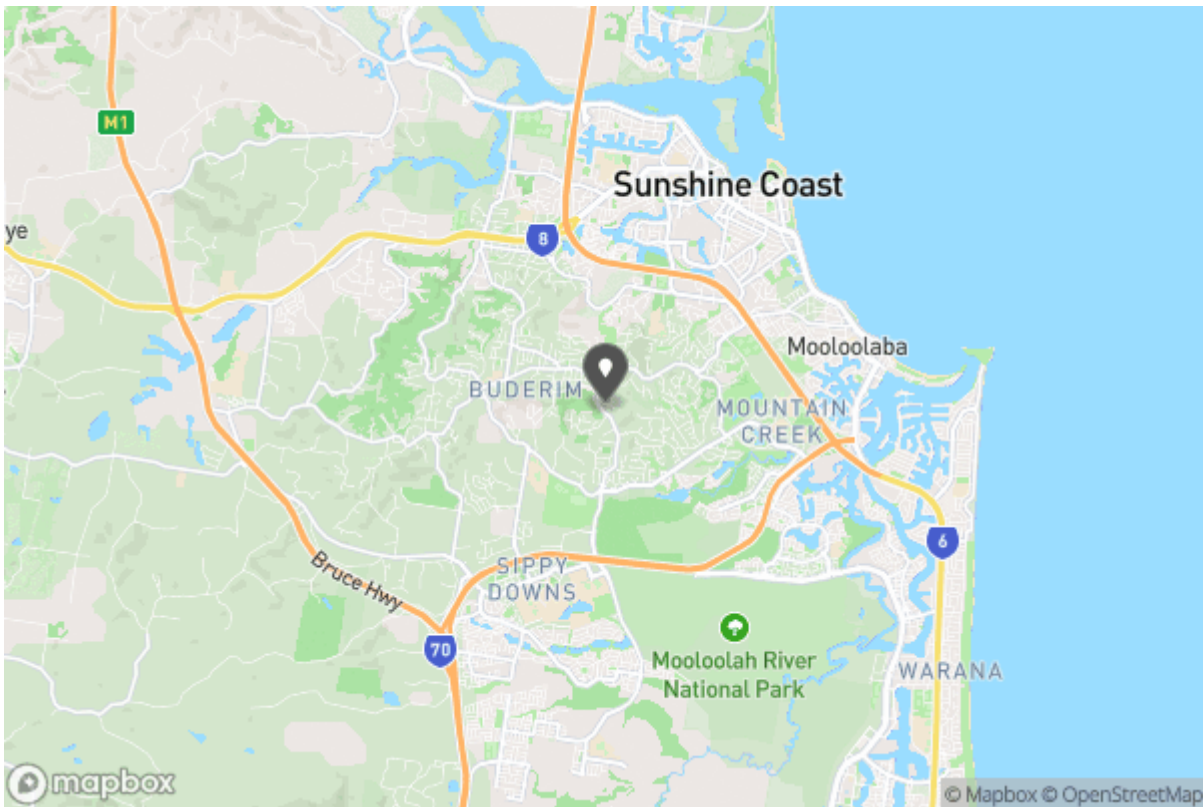 M1
Sunshine Coast
ye
8
Mooloolaba
BUDERIM
MOUNTAIN
CREEK
6
Bruce Hwy
SIPPY
DOWNS
70
Mooloolah River
National Park
WARANA
mapbox
© Mapbox © OpenStreetMap